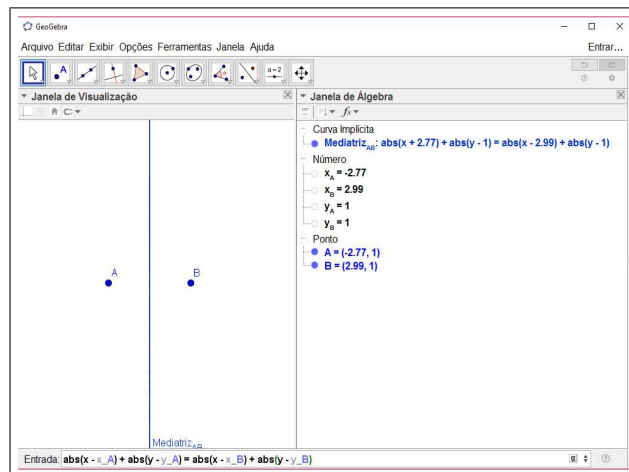 GeoGebra
Arquivo Editar Exibir Opções Ferramentas Janela Ajuda
Entrar...
A
a=2
Janela de Visualização
Janela de Álgebra
fx
Curva Implícita
Mediatriz_AB: abs(x + 2.77) + abs(y - 1) = abs(x - 2.99) + abs(y - 1)
Número
x_A = -2.77
x_B = 2.99
y_A = 1
y_B = 1
Ponto
A = (-2.77, 1)
B = (2.99, 1)
A
B
Mediatriz_AB
Entrada: abs(x - x_A) + abs(y - y_A) = abs(x - x_B) + abs(y - y_B)
α